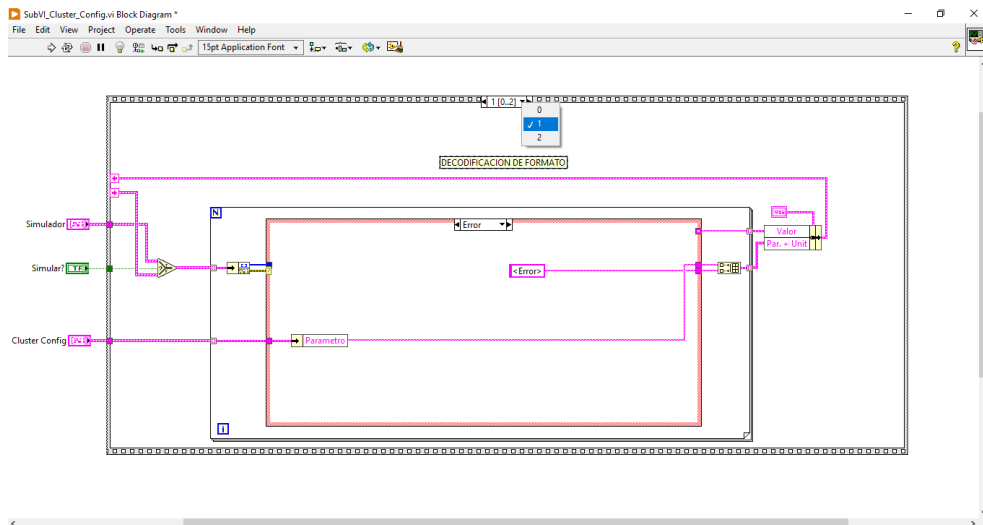 SubVI_Cluster_Config.vi Block Diagram *
File Edit View Project Operate Tools Window Help
15pt Application Font
1 [0..2]
0
1
2
DECODIFICACION DE FORMATO
N
Error
Simulador
Valor
Par. + Unit
Simular?
TF
<Error>
Cluster Config
Parametro
i